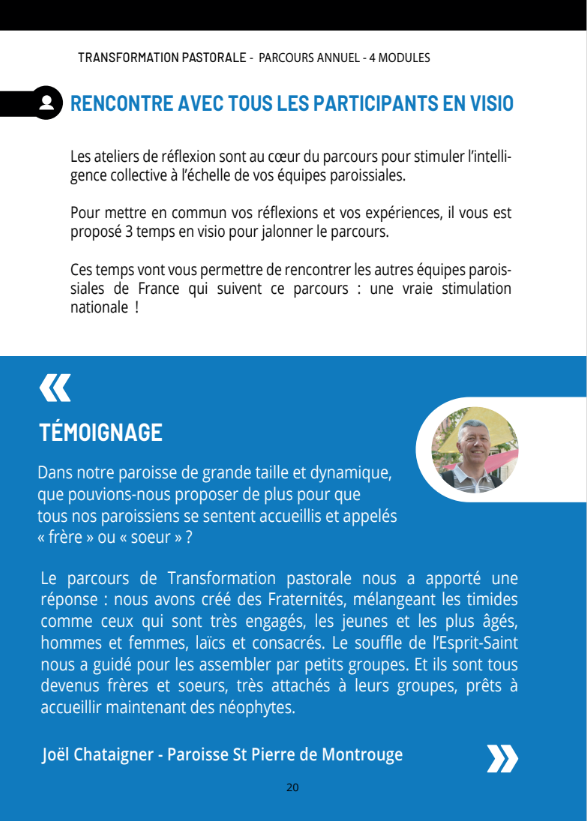 TRANSFORMATION PASTORALE - PARCOURS ANNUEL - 4 MODULES
RENCONTRE AVEC TOUS LES PARTICIPANTS EN VISIO
Les ateliers de réflexion sont au cœur du parcours pour stimuler l'intelli-
gence collective à l'échelle de vos équipes paroissiales.
Pour mettre en commun vos réflexions et vos expériences, il vous est
proposé 3 temps en visio pour jalonner le parcours.
Ces temps vont vous permettre de rencontrer les autres équipes parois-
siales de France qui suivent ce parcours : une vraie stimulation
nationale !
«
TÉMOIGNAGE
Dans notre paroisse de grande taille et dynamique,
que pouvions-nous proposer de plus pour que
tous nos paroissiens se sentent accueillis et appelés
« frère » ou « soeur » ?
Le parcours de Transformation pastorale nous a apporté une
réponse : nous avons créé des Fraternités, mélangeant les timides
comme ceux qui sont très engagés, les jeunes et les plus âgés,
hommes et femmes, laïcs et consacrés. Le souffle de l'Esprit-Saint
nous a guidé pour les assembler par petits groupes. Et ils sont tous
devenus frères et soeurs, très attachés à leurs groupes, prêts à
accueillir maintenant des néophytes.
Joël Chataigner - Paroisse St Pierre de Montrouge
»
20